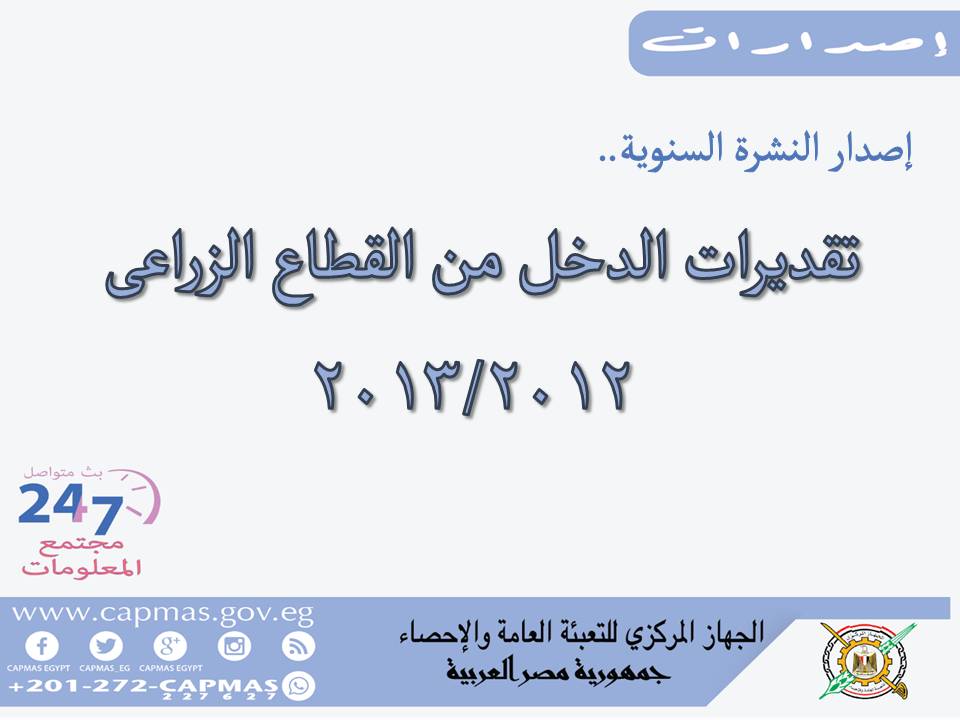 إصدارات
إصدار النشرة السنوية..
تقديرات الدخل من القطاع الزراعى
٢٠١٣/٢٠١٢
بث متواصل
247
مجتمع
المعلومات
www.capmas.gov.eg
CAPMAS EGYPT CAPMAS_EG CAPMAS EGYPT
+201-272-CAPMAS
227627
الجهاز المركزي للتعبئة العامة والإحصاء
جمهورية مصر العربية